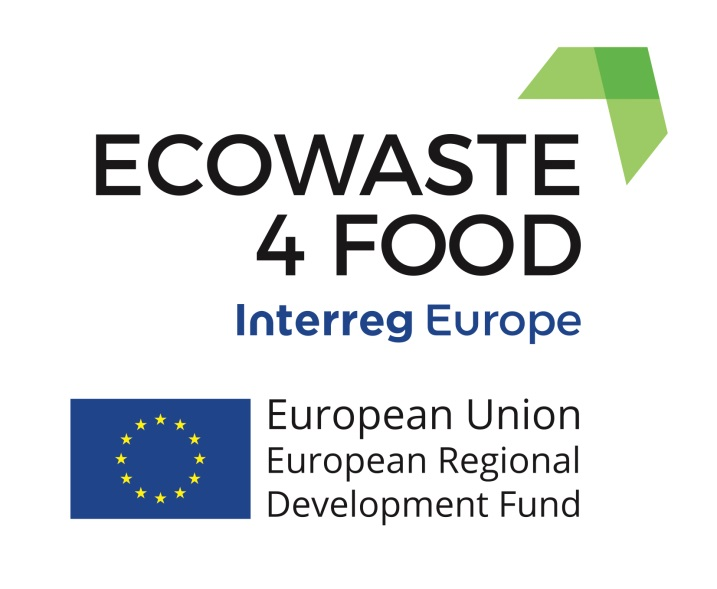 ECOWASTE
4 FOOD
Interreg Europe
European Union
European Regional
Development Fund